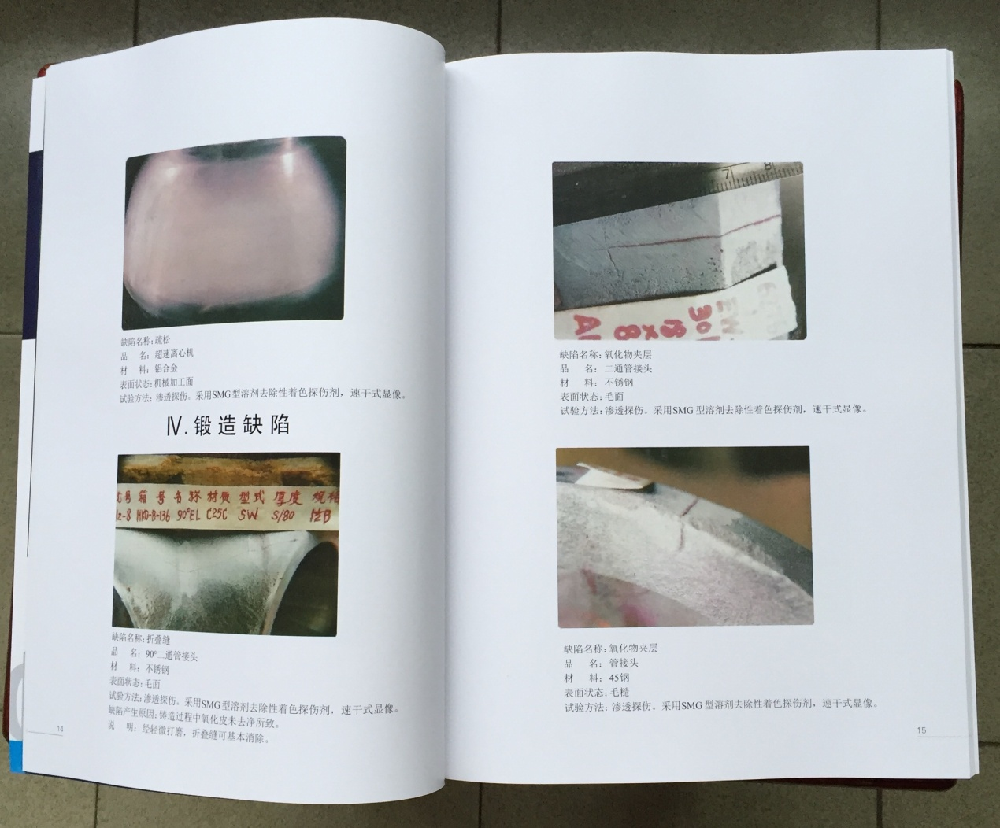 缺陷名称：疏松
品　名：超速离心机
材　料：铝合金
表面状态：机械加工面
试验方法：渗透探伤。采用SMG型溶剂去除性着色探伤剂，速干式显像。
Ⅳ.锻造缺陷
箱号 名称 材质 型式 厚度 规格
HKD-B-136 90°EL C25C SW S/80
缺陷名称：折叠缝
品　名：90°二通管接头
材　料：不锈钢
表面状态：毛面
试验方法：渗透探伤。采用SMG型溶剂去除性着色探伤剂，速干式显像。
缺陷产生原因：铸造过程中氧化皮未去净所致。
说　明：经轻微打磨，折叠缝可基本消除。
14
7 8
缺陷名称：氧化物夹层
品　名：二通管接头
材　料：不锈钢
表面状态：毛面
试验方法：渗透探伤。采用SMG型溶剂去除性着色探伤剂，速干式显像。
缺陷名称：氧化物夹层
品　名：管接头
材　料：45钢
表面状态：毛糙
试验方法：渗透探伤。采用SMG型溶剂去除性着色探伤剂，速干式显像。
15